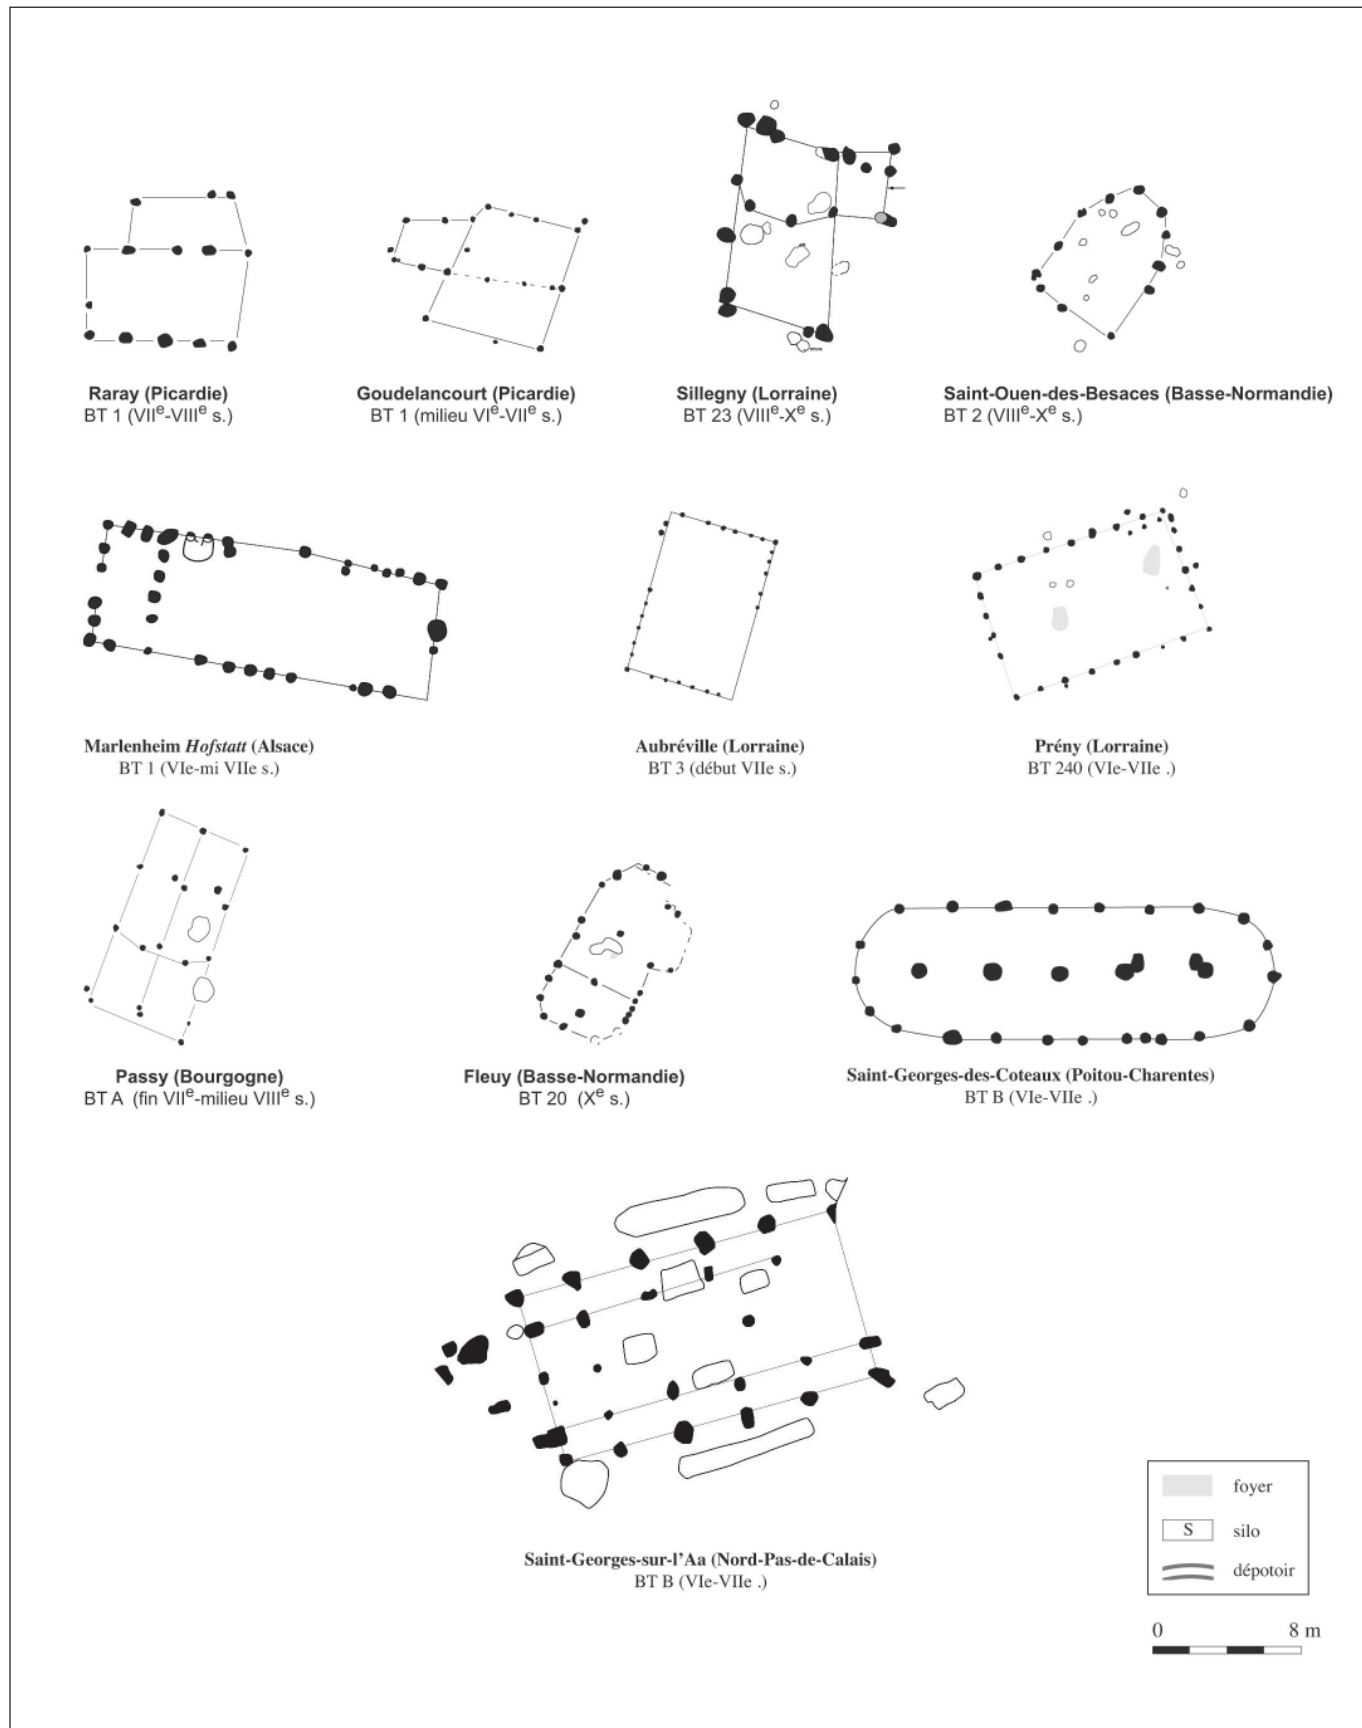 Raray (Picardie)
BT 1 (VIIe-VIIIe s.)
Goudelancourt (Picardie)
BT 1 (milieu VIe-VIIe s.)
Sillegny (Lorraine)
BT 23 (VIIIe-Xe s.)
Saint-Ouen-des-Besaces (Basse-Normandie)
BT 2 (VIIIe-Xe s.)
Marlenheim Hofstatt (Alsace)
BT 1 (VIe-mi VIIe s.)
Aubréville (Lorraine)
BT 3 (début VIIe s.)
Prény (Lorraine)
BT 240 (VIe-VIIe .)
Passy (Bourgogne)
BT A (fin VIIe-milieu VIIIe s.)
Fleuy (Basse-Normandie)
BT 20 (Xe s.)
Saint-Georges-des-Coteaux (Poitou-Charentes)
BT B (VIe-VIIe .)
Saint-Georges-sur-l'Aa (Nord-Pas-de-Calais)
BT B (VIe-VIIe .)
foyer
S silo
dépotoir
0 8 m